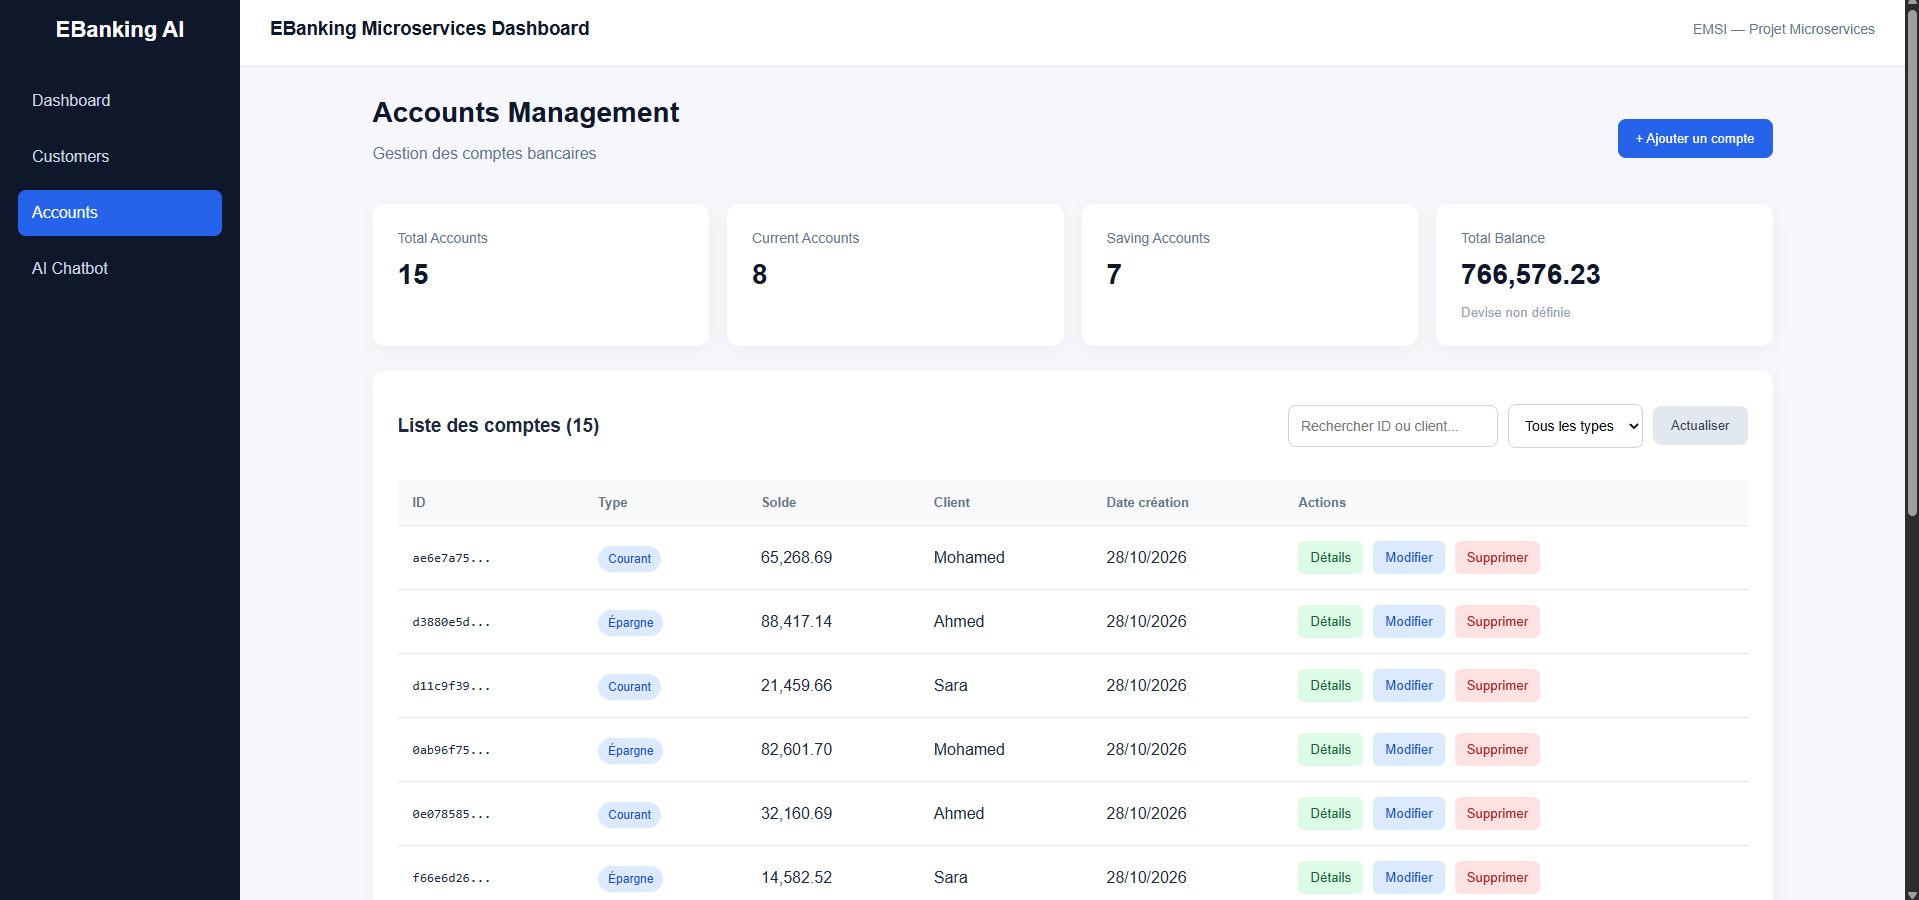 EBanking AI
Dashboard
Customers
Accounts
AI Chatbot
EBanking Microservices Dashboard
EMSI — Projet Microservices
Accounts Management
Gestion des comptes bancaires
+ Ajouter un compte
Total Accounts
15
Current Accounts
8
Saving Accounts
7
Total Balance
766,576.23
Devise non définie
Liste des comptes (15)
Rechercher ID ou client...
Tous les types
Actualiser
ID Type Solde Client Date création Actions
ae6e7a75... Courant 65,268.69 Mohamed 28/10/2026 Détails Modifier Supprimer
d3880e5d... Épargne 88,417.14 Ahmed 28/10/2026 Détails Modifier Supprimer
d11c9f39... Courant 21,459.66 Sara 28/10/2026 Détails Modifier Supprimer
0ab96f75... Épargne 82,601.70 Mohamed 28/10/2026 Détails Modifier Supprimer
0e078585... Courant 32,160.69 Ahmed 28/10/2026 Détails Modifier Supprimer
f66e6d26... Épargne 14,582.52 Sara 28/10/2026 Détails Modifier Supprimer